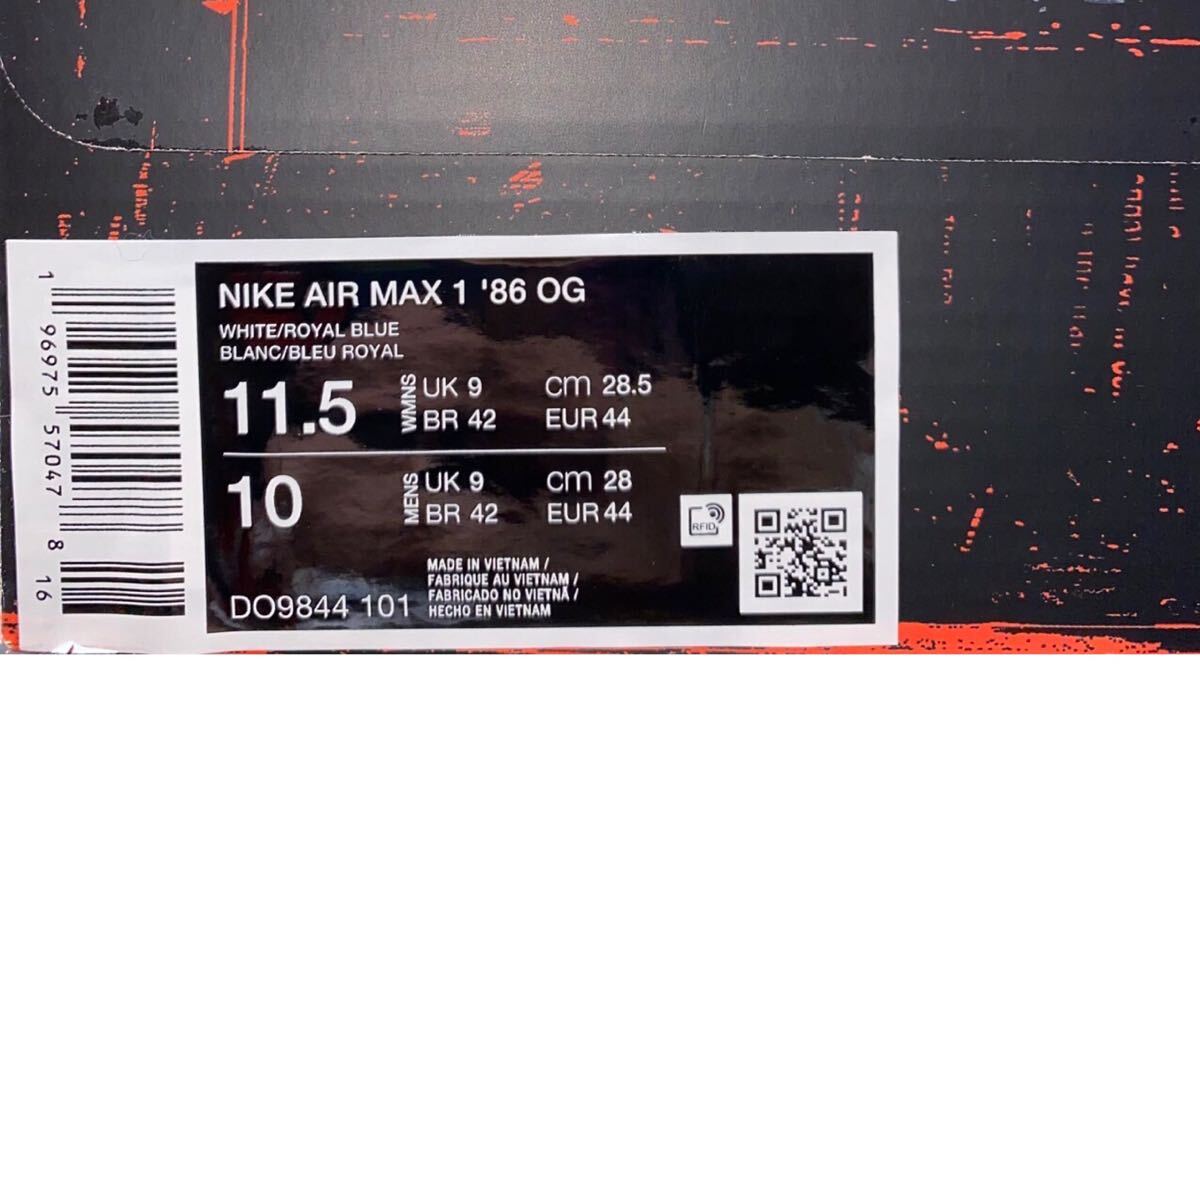 NIKE AIR MAX 1 '86 OG
WHITE/ROYAL BLUE
BLANC/BLEU ROYAL
11.5 WMNS UK 9 cm 28.5
BR 42 EUR 44
10 MENS UK 9 cm 28
BR 42 EUR 44
RFID
MADE IN VIETNAM /
FABRIQUE AU VIETNAM /
FABRICADO NO VIETNÃ /
HECHO EN VIETNAM
DO9844 101
1 96975 57047 8 16